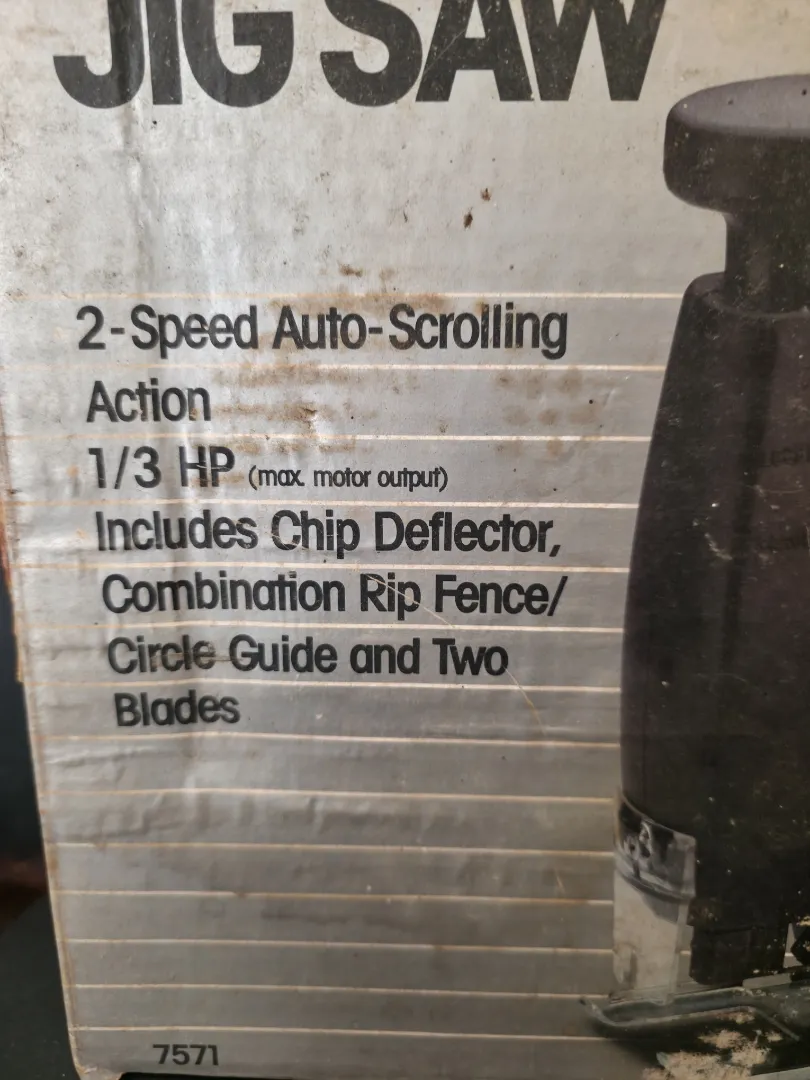 JIG SAW
2-Speed Auto-Scrolling
Action
1/3 HP (max. motor output)
Includes Chip Deflector,
Combination Rip Fence/
Circle Guide and Two
Blades
7571